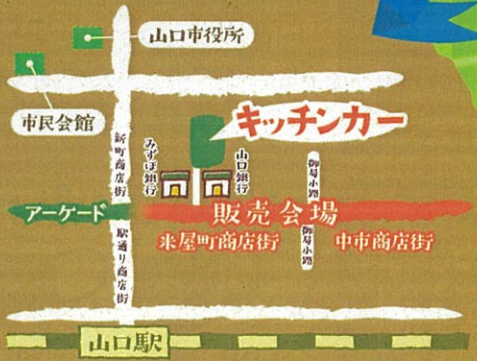 山口市役所
市民会館
キッチンカー
新町商店街
みずほ銀行
山口銀行
御局小路
アーケード
販売会場
米屋町商店街
御局小路
中市商店街
駅通り商店街
山口駅